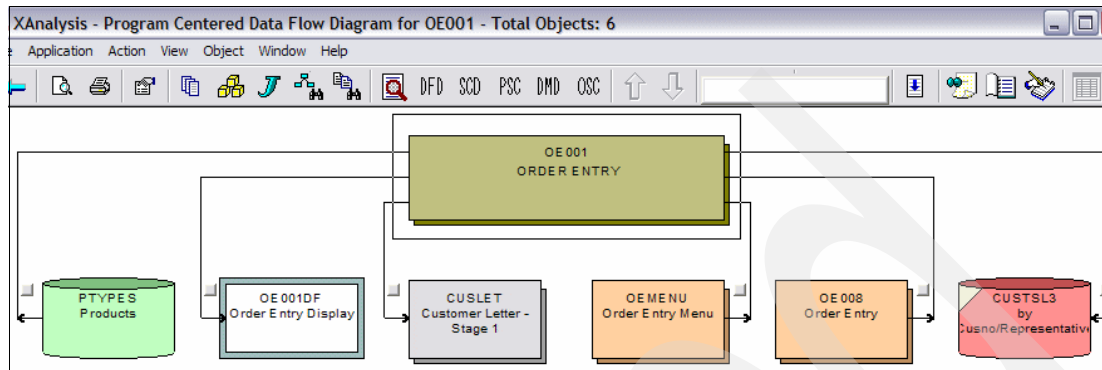 XAnalysis - Program Centered Data Flow Diagram for OE001 - Total Objects: 6
Application Action View Object Window Help
DFD SCD PSC DMD OSC
OE001
ORDER ENTRY
PTYPES
Products
OE001DF
Order Entry Display
CUSLET
Customer Letter -
Stage 1
OEMENU
Order Entry Menu
OE008
Order Entry
CUSTSL3
by
Cusno/Representative